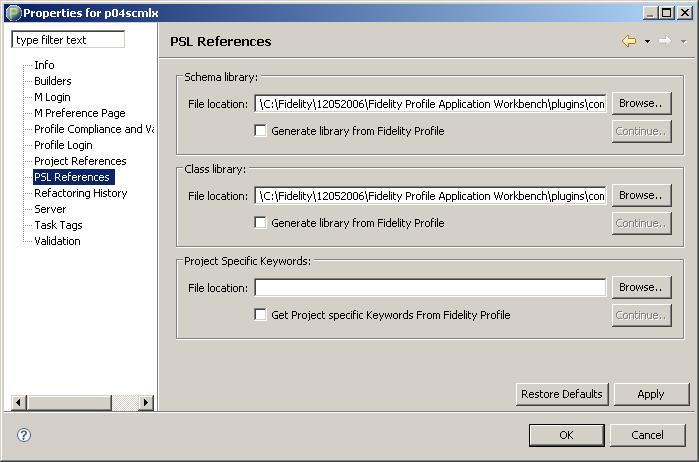 Properties for p04scmlx
type filter text
Info
Builders
M Login
M Preference Page
Profile Compliance and Va
Profile Login
Project References
PSL References
Refactoring History
Server
Task Tags
Validation
PSL References
Schema library:
File location: \C:\Fidelity\12052006\Fidelity Profile Application Workbench\plugins\con Browse..
Generate library from Fidelity Profile Continue..
Class library:
File location: \C:\Fidelity\12052006\Fidelity Profile Application Workbench\plugins\con Browse..
Generate library from Fidelity Profile Continue..
Project Specific Keywords:
File location: Browse..
Get Project specific Keywords From Fidelity Profile Continue..
Restore Defaults Apply
? OK Cancel